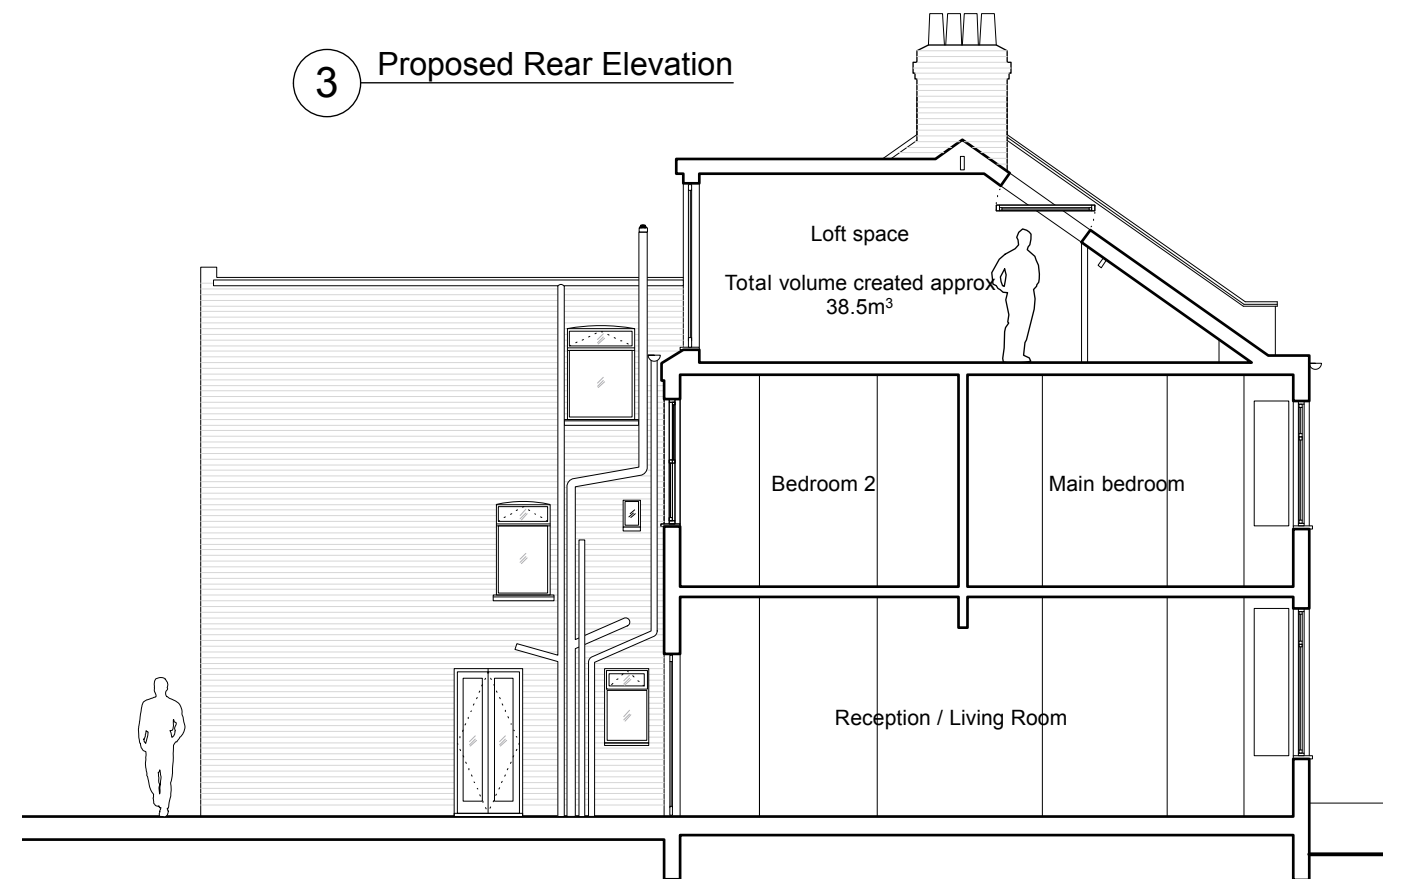 3
Proposed Rear Elevation
Loft space
Total volume created approx
38.5m³
Bedroom 2
Main bedroom
Reception / Living Room